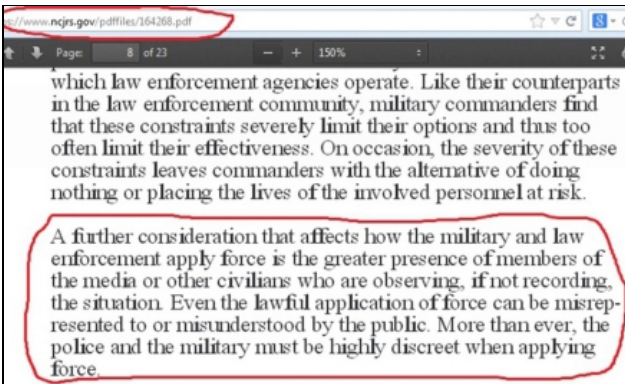 s://www.ncjrs.gov/pdffiles/164268.pdf
Page: 8 of 23 150%
which law enforcement agencies operate. Like their counterparts
in the law enforcement community, military commanders find
that these constraints severely limit their options and thus too
often limit their effectiveness. On occasion, the severity of these
constraints leaves commanders with the alternative of doing
nothing or placing the lives of the involved personnel at risk.
A further consideration that affects how the military and law
enforcement apply force is the greater presence of members of
the media or other civilians who are observing, if not recording,
the situation. Even the lawful application of force can be misrep-
resented to or misunderstood by the public. More than ever, the
police and the military must be highly discreet when applying
force.